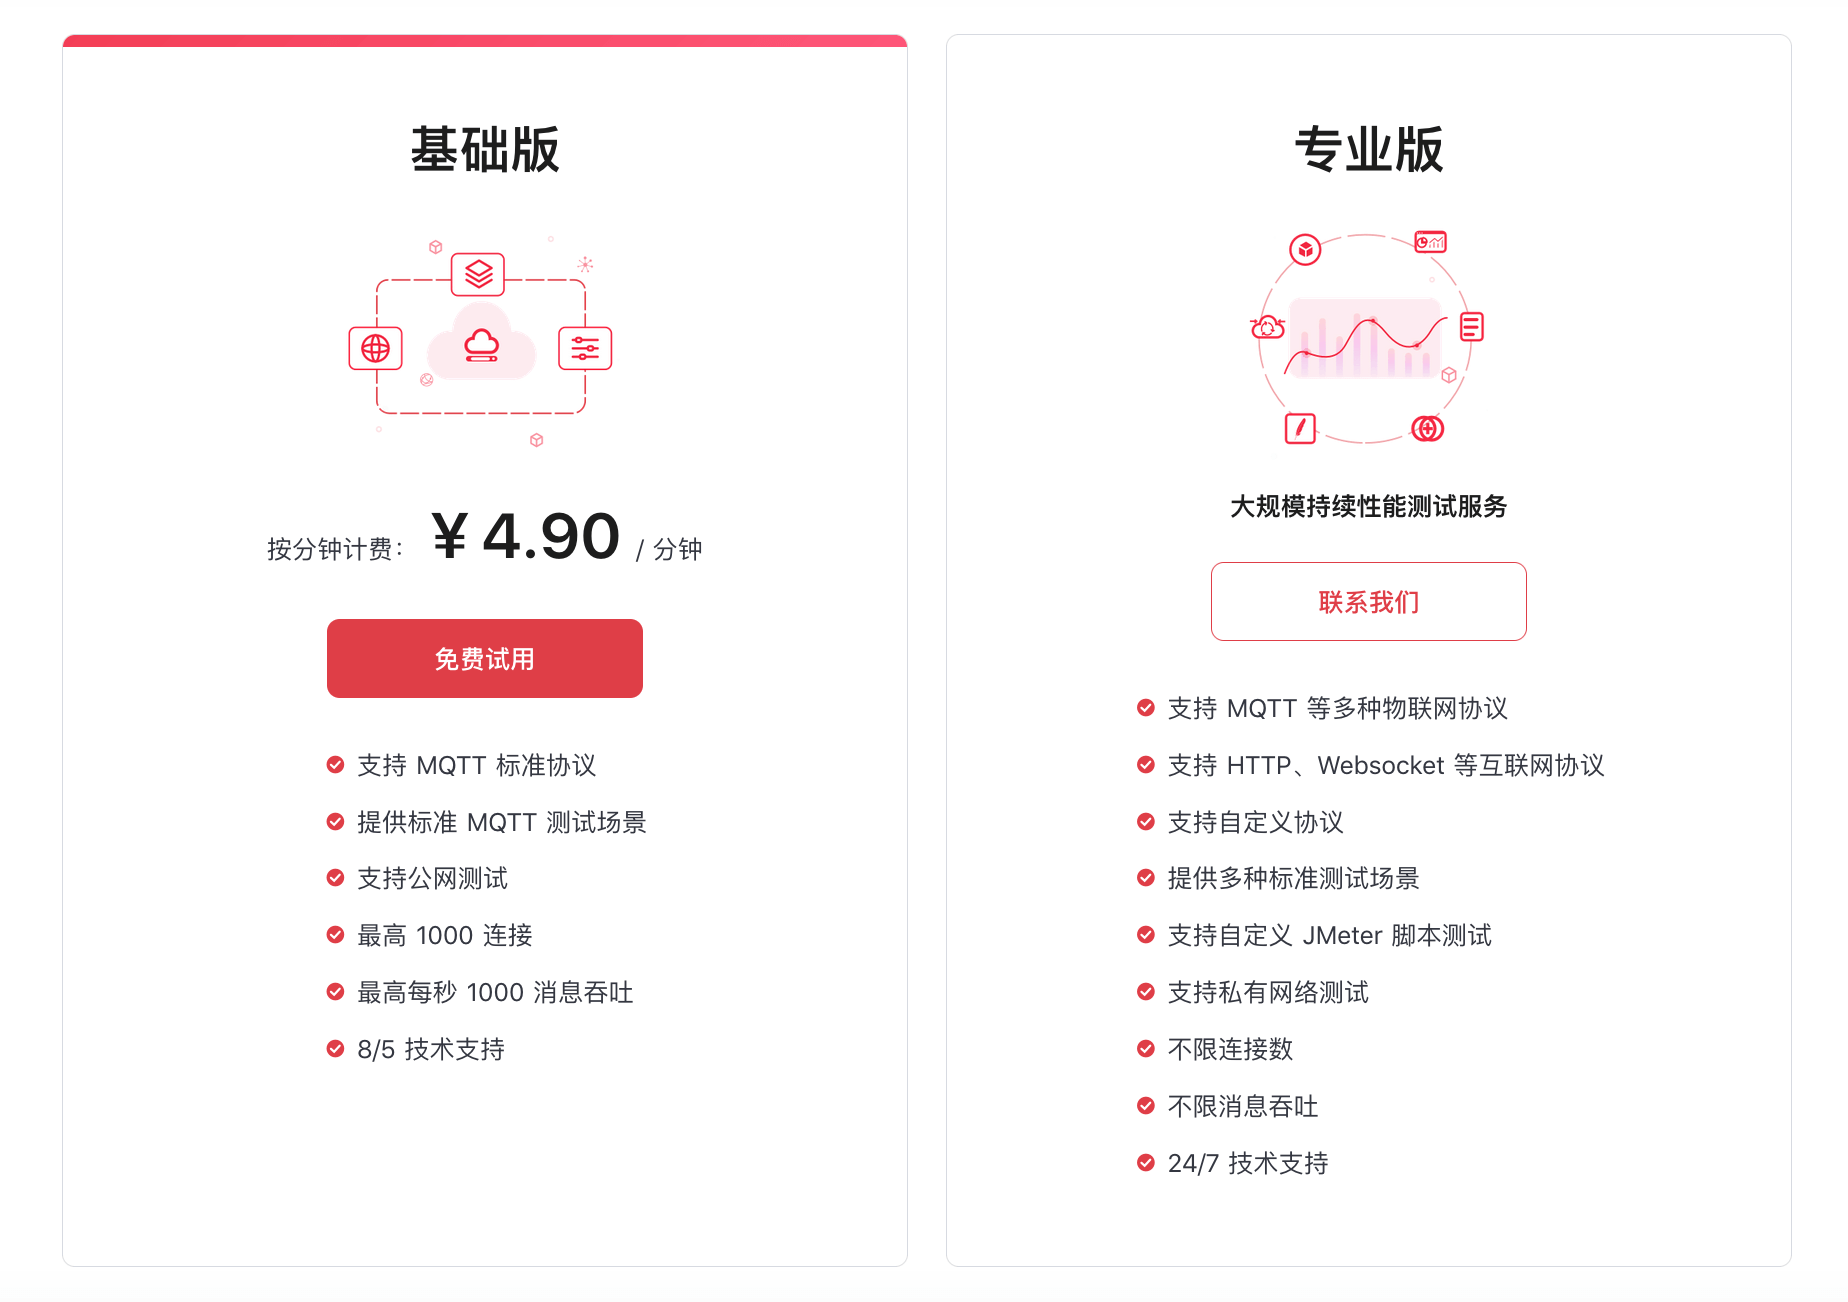 基础版
按分钟计费： ¥ 4.90 / 分钟
免费试用
支持 MQTT 标准协议
提供标准 MQTT 测试场景
支持公网测试
最高 1000 连接
最高每秒 1000 消息吞吐
8/5 技术支持
专业版
大规模持续性能测试服务
联系我们
支持 MQTT 等多种物联网协议
支持 HTTP、Websocket 等互联网协议
支持自定义协议
提供多种标准测试场景
支持自定义 JMeter 脚本测试
支持私有网络测试
不限连接数
不限消息吞吐
24/7 技术支持